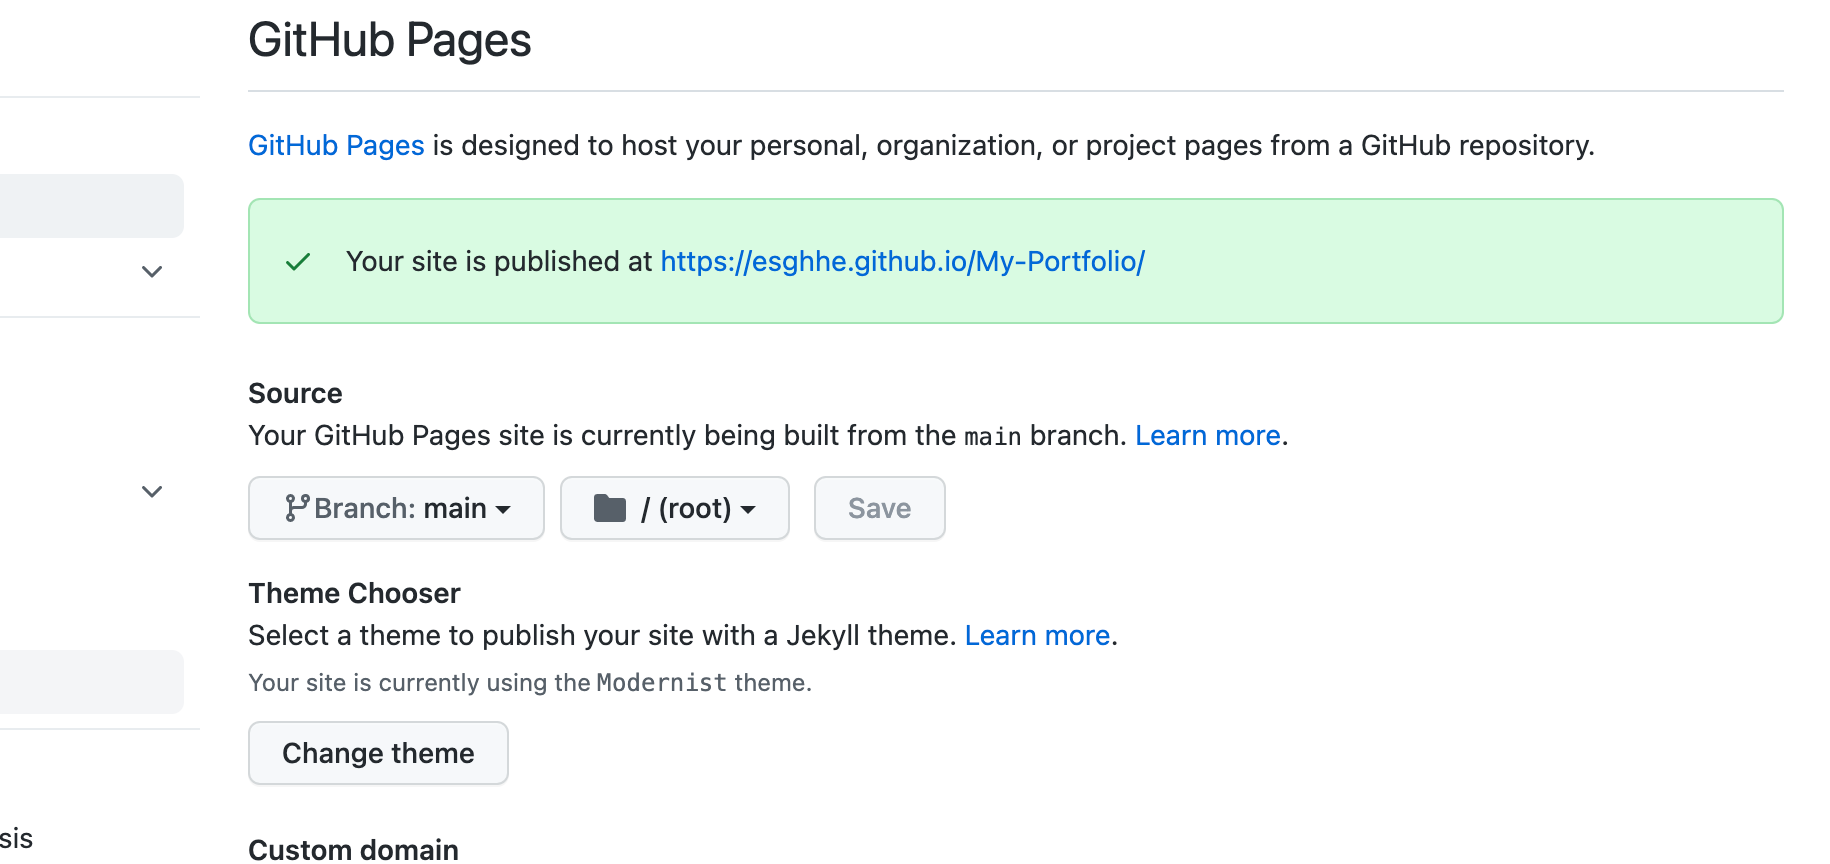 GitHub Pages
GitHub Pages is designed to host your personal, organization, or project pages from a GitHub repository.
Your site is published at https://esghhe.github.io/My-Portfolio/
Source
Your GitHub Pages site is currently being built from the main branch. Learn more.
Branch: main
/ (root)
Save
Theme Chooser
Select a theme to publish your site with a Jekyll theme. Learn more.
Your site is currently using the Modernist theme.
Change theme
sis
Custom domain